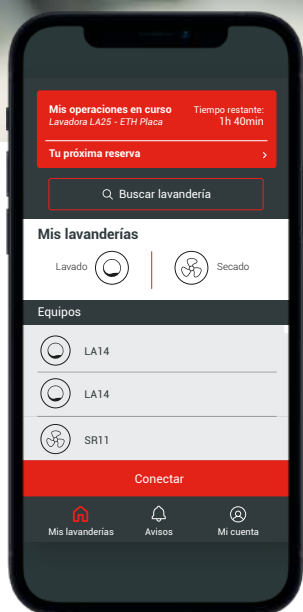 Mis operaciones en curso
Tiempo restante:
Lavadora LA25 - ETH Placa
1h 40min
Tu próxima reserva
Buscar lavandería
Mis lavanderías
Lavado
Secado
Equipos
LA14
LA14
SR11
Conectar
Mis lavanderías
Avisos
Mi cuenta